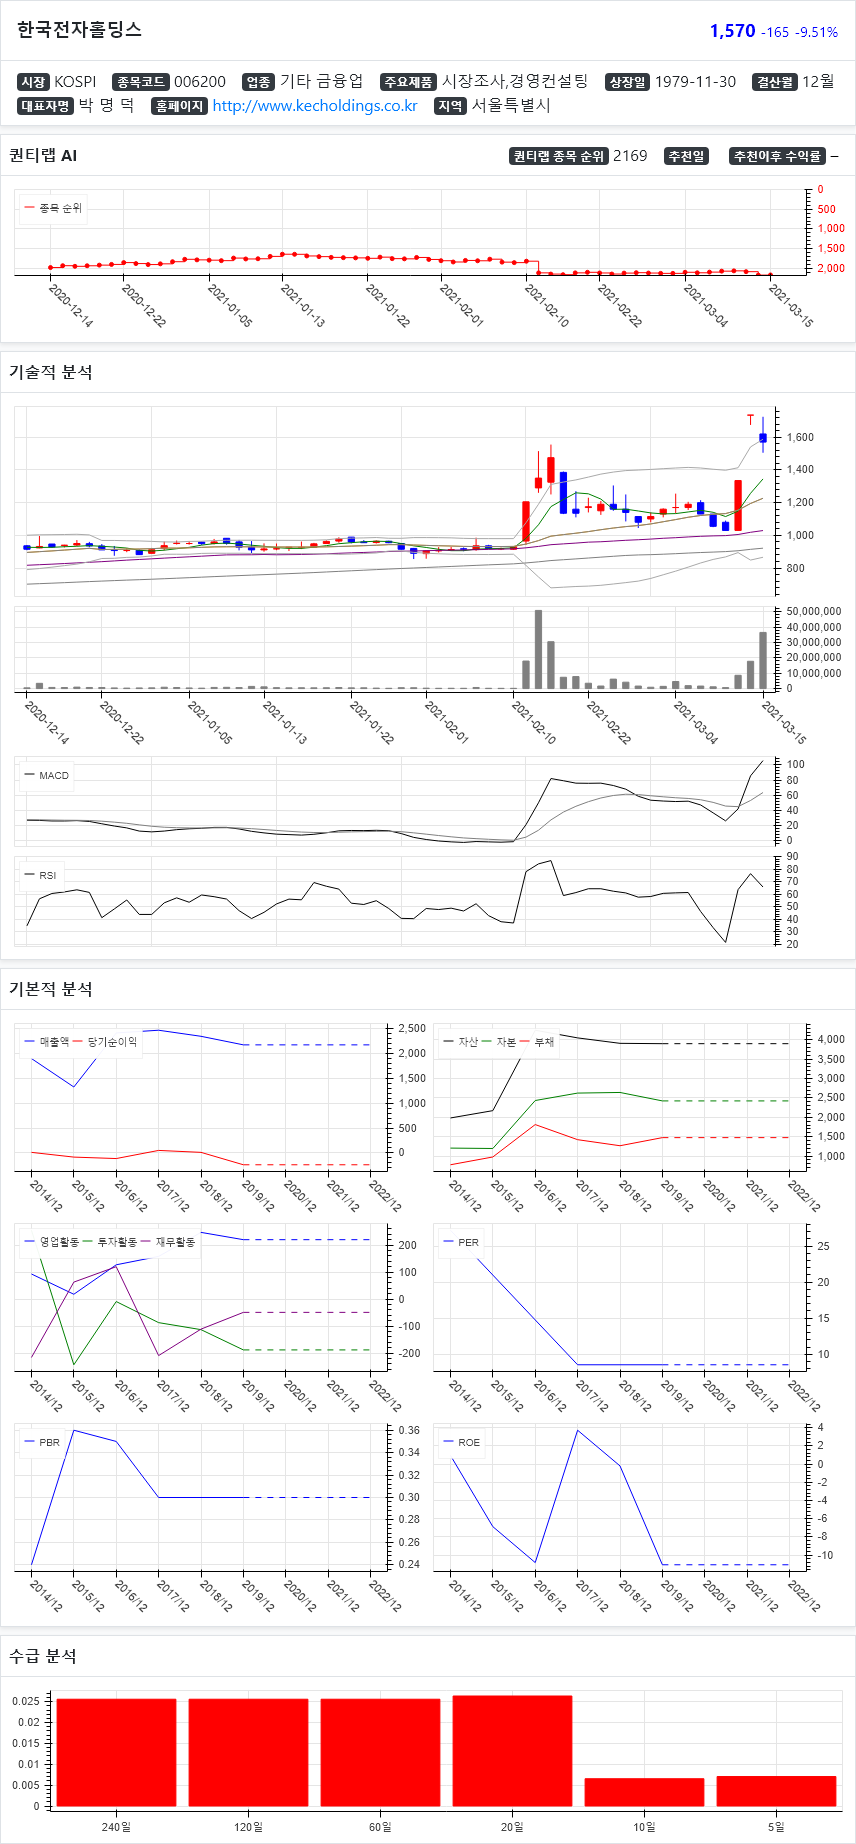 한국전자홀딩스
1,570 -165 -9.51%
시장 KOSPI 종목코드 006200 업종 기타 금융업 주요제품 시장조사,경영컨설팅 상장일 1979-11-30 결산월 12월
대표자명 박 명 덕 홈페이지 http://www.kecholdings.co.kr 지역 서울특별시
퀀티랩 AI
퀀티랩 종목 순위 2169 추천일 추천이후 수익률 –
종목 순위
0
500
1,000
1,500
2,000
2020-12-14 2020-12-22 2021-01-05 2021-01-13 2021-01-22 2021-02-01 2021-02-10 2021-02-22 2021-03-04 2021-03-15
기술적 분석
1,600
1,400
1,200
1,000
800
50,000,000
40,000,000
30,000,000
20,000,000
10,000,000
0
2020-12-14 2020-12-22 2021-01-05 2021-01-13 2021-01-22 2021-02-01 2021-02-10 2021-02-22 2021-03-04 2021-03-15
MACD
100
80
60
40
20
0
RSI
90
80
70
60
50
40
30
20
기본적 분석
매출액 당기순이익
2,500
2,000
1,500
1,000
500
0
2014/12 2015/12 2016/12 2017/12 2018/12 2019/12 2020/12 2021/12 2022/12
자산 자본 부채
4,000
3,500
3,000
2,500
2,000
1,500
1,000
2014/12 2015/12 2016/12 2017/12 2018/12 2019/12 2020/12 2021/12 2022/12
영업활동 투자활동 재무활동
200
100
0
-100
-200
2014/12 2015/12 2016/12 2017/12 2018/12 2019/12 2020/12 2021/12 2022/12
PER
25
20
15
10
2014/12 2015/12 2016/12 2017/12 2018/12 2019/12 2020/12 2021/12 2022/12
PBR
0.36
0.34
0.32
0.30
0.28
0.26
0.24
2014/12 2015/12 2016/12 2017/12 2018/12 2019/12 2020/12 2021/12 2022/12
ROE
4
2
0
-2
-4
-6
-8
-10
2014/12 2015/12 2016/12 2017/12 2018/12 2019/12 2020/12 2021/12 2022/12
수급 분석
0.025
0.02
0.015
0.01
0.005
0
240일 120일 60일 20일 10일 5일